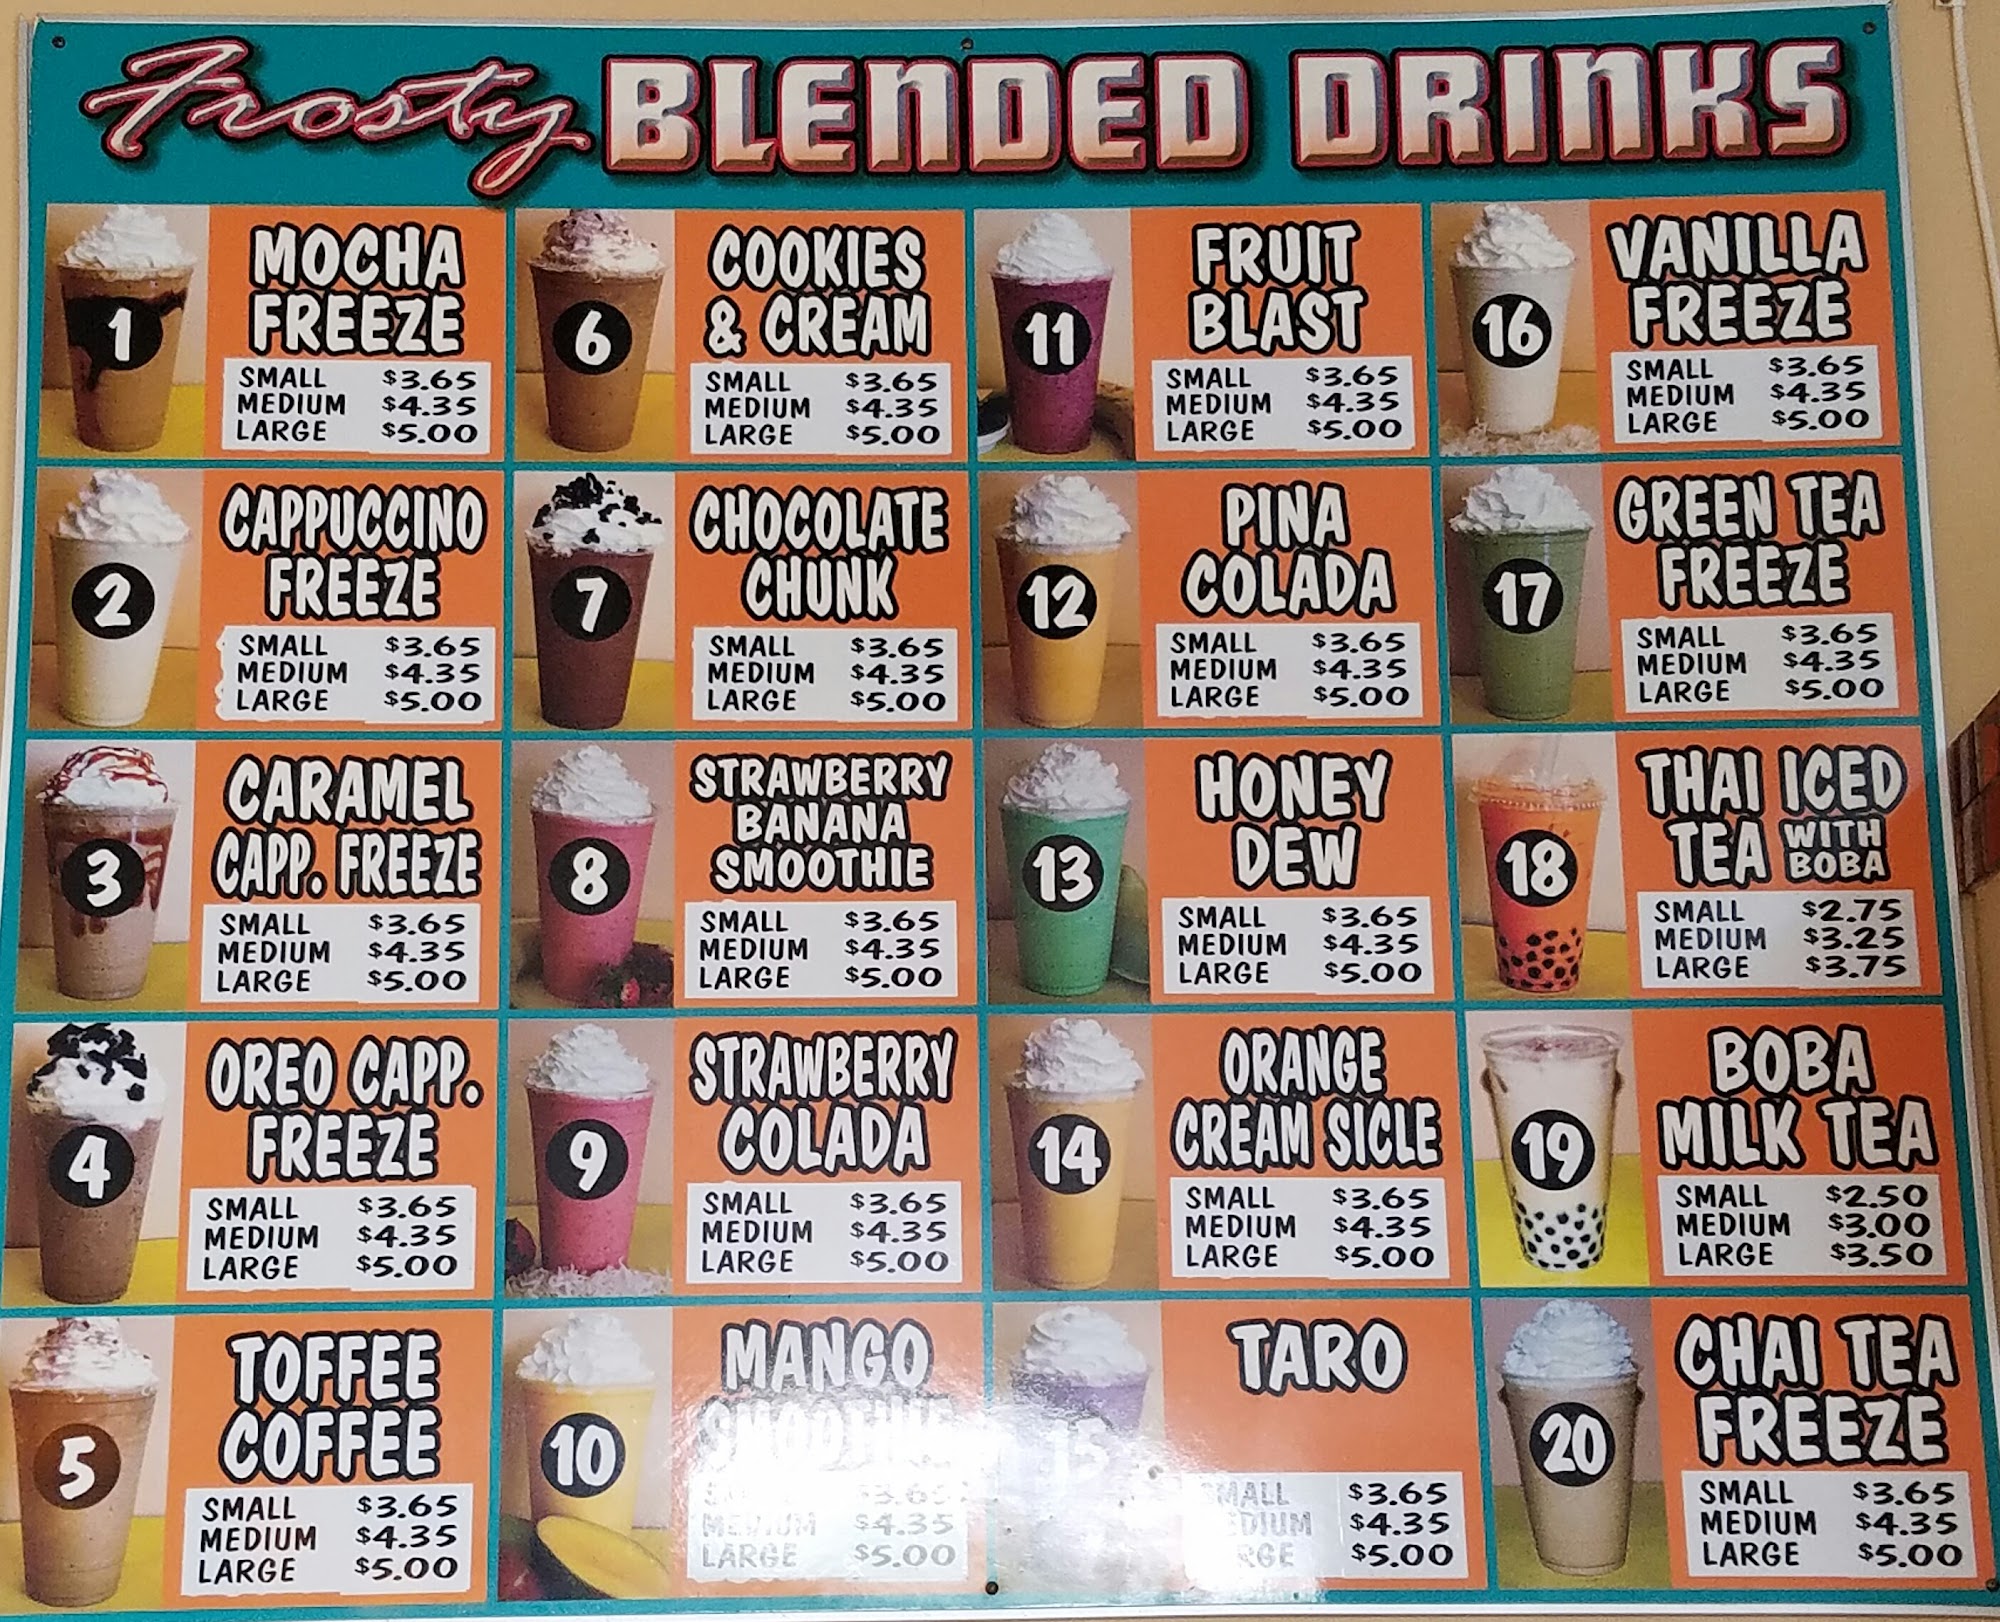 Frosty BLENDED DRINKS
1
MOCHA
FREEZE
SMALL $3.65
MEDIUM $4.35
LARGE $5.00
2
CAPPUCCINO
FREEZE
SMALL $3.65
MEDIUM $4.35
LARGE $5.00
3
CARAMEL
CAPP. FREEZE
SMALL $3.65
MEDIUM $4.35
LARGE $5.00
4
OREO CAPP.
FREEZE
SMALL $3.65
MEDIUM $4.35
LARGE $5.00
5
TOFFEE
COFFEE
SMALL $3.65
MEDIUM $4.35
LARGE $5.00
6
COOKIES
& CREAM
SMALL $3.65
MEDIUM $4.35
LARGE $5.00
7
CHOCOLATE
CHUNK
SMALL $3.65
MEDIUM $4.35
LARGE $5.00
8
STRAWBERRY
BANANA
SMOOTHIE
SMALL $3.65
MEDIUM $4.35
LARGE $5.00
9
STRAWBERRY
COLADA
SMALL $3.65
MEDIUM $4.35
LARGE $5.00
10
MANGO
SMOOTHIE
SMALL $3.65
MEDIUM $4.35
LARGE $5.00
11
FRUIT
BLAST
SMALL $3.65
MEDIUM $4.35
LARGE $5.00
12
PINA
COLADA
SMALL $3.65
MEDIUM $4.35
LARGE $5.00
13
HONEY
DEW
SMALL $3.65
MEDIUM $4.35
LARGE $5.00
14
ORANGE
CREAM SICLE
SMALL $3.65
MEDIUM $4.35
LARGE $5.00
15
TARO
SMALL $3.65
MEDIUM $4.35
LARGE $5.00
16
VANILLA
FREEZE
SMALL $3.65
MEDIUM $4.35
LARGE $5.00
17
GREEN TEA
FREEZE
SMALL $3.65
MEDIUM $4.35
LARGE $5.00
18
THAI ICED
TEA WITH
BOBA
SMALL $2.75
MEDIUM $3.25
LARGE $3.75
19
BOBA
MILK TEA
SMALL $2.50
MEDIUM $3.00
LARGE $3.50
20
CHAI TEA
FREEZE
SMALL $3.65
MEDIUM $4.35
LARGE $5.00